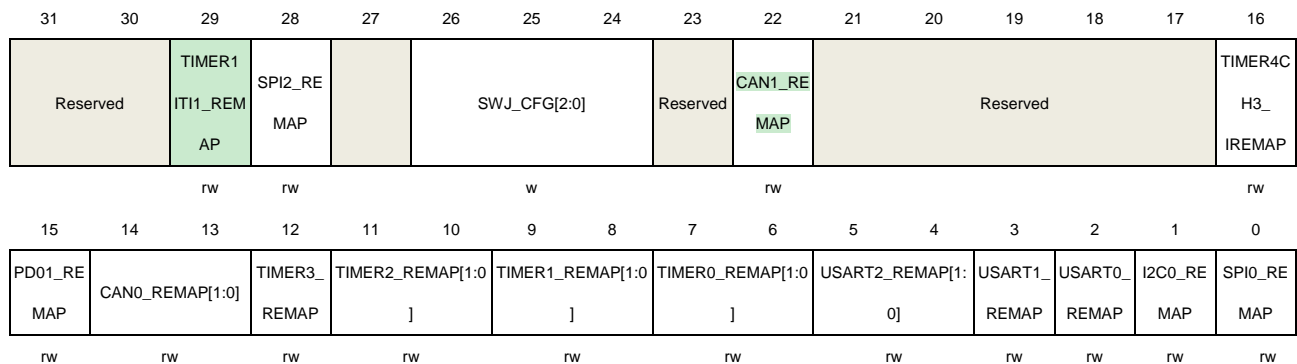 31 30 29 28 27 26 25 24 23 22 21 20 19 18 17 16
Reserved
TIMER1
ITI1_REM
AP
SPI2_RE
MAP
SWJ_CFG[2:0]
Reserved
CAN1_RE
MAP
Reserved
TIMER4C
H3_
IREMAP
rw rw w rw rw
15 14 13 12 11 10 9 8 7 6 5 4 3 2 1 0
PD01_RE
MAP
CAN0_REMAP[1:0]
TIMER3_
REMAP
TIMER2_REMAP[1:0
]
TIMER1_REMAP[1:0
]
TIMER0_REMAP[1:0
]
USART2_REMAP[1:
0]
USART1_
REMAP
USART0_
REMAP
I2C0_RE
MAP
SPI0_RE
MAP
rw rw rw rw rw rw rw rw rw rw rw